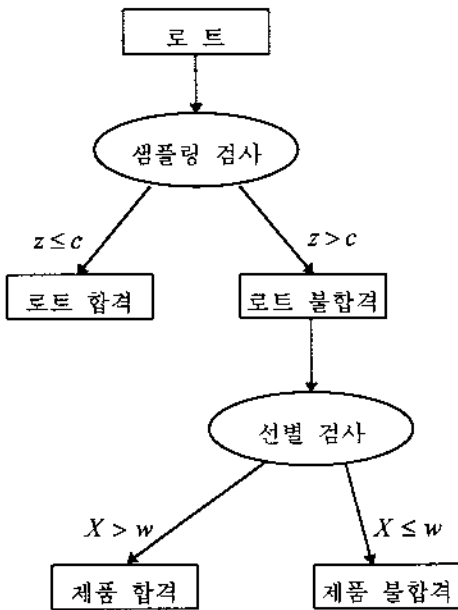 로 트
샘플링 검사
z ≤ c
z > c
로트 합격
로트 불합격
선별 검사
X > w
X ≤ w
제품 합격
제품 불합격